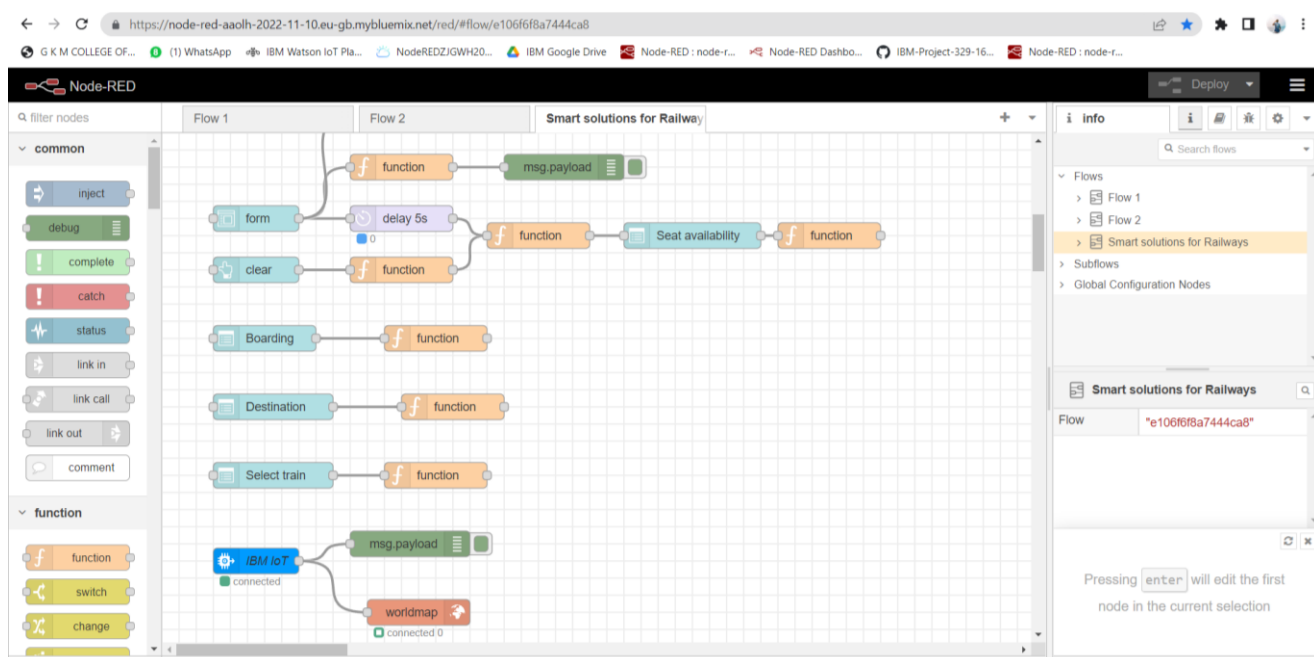 https://node-red-aaolh-2022-11-10.eu-gb.mybluemix.net/red/#flow/e106f6f8a7444ca8
G K M COLLEGE OF... (1) WhatsApp IBM Watson IoT Pla... NodeREDZJGWH20... IBM Google Drive Node-RED : node-r... Node-RED Dashbo... IBM-Project-329-16... Node-RED : node-r...
Node-RED Deploy
filter nodes
common
inject
debug
complete
catch
status
link in
link call
link out
comment
function
function
switch
change
Flow 1 Flow 2 Smart solutions for Railway
function msg.payload
form delay 5s
0
function Seat availability function
clear function
Boarding function
Destination function
Select train function
msg.payload
IBM IoT
connected
worldmap
connected 0
i info i
Search flows
Flows
Flow 1
Flow 2
Smart solutions for Railways
Subflows
Global Configuration Nodes
Smart solutions for Railways
Flow "e106f6f8a7444ca8"
Pressing enter will edit the first
node in the current selection